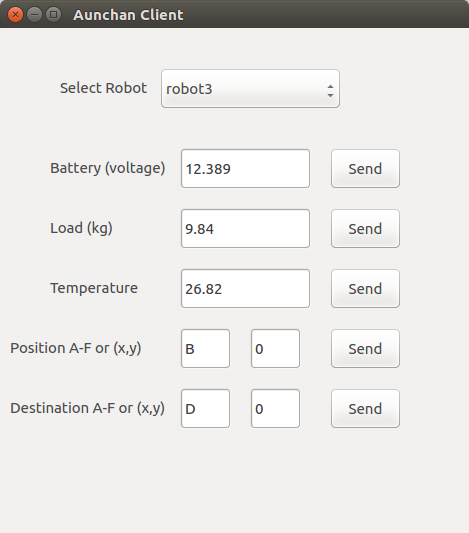 Aunchan Client
Select Robot robot3
Battery (voltage) 12.389 Send
Load (kg) 9.84 Send
Temperature 26.82 Send
Position A-F or (x,y) B 0 Send
Destination A-F or (x,y) D 0 Send